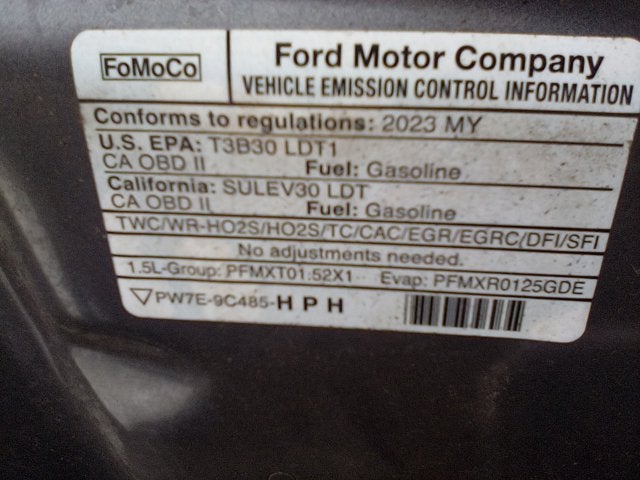 FoMoCo
Ford Motor Company
VEHICLE EMISSION CONTROL INFORMATION
Conforms to regulations: 2023 MY
U.S. EPA: T3B30 LDT1
CA OBD II Fuel: Gasoline
California: SULEV30 LDT
CA OBD II Fuel: Gasoline
TWC/WR-HO2S/HO2S/TC/CAC/EGR/EGRC/DFI/SFI
No adjustments needed.
1.5L-Group: PFMXT01.52X1 Evap: PFMXR0125GDE
PW7E-9C485-H P H